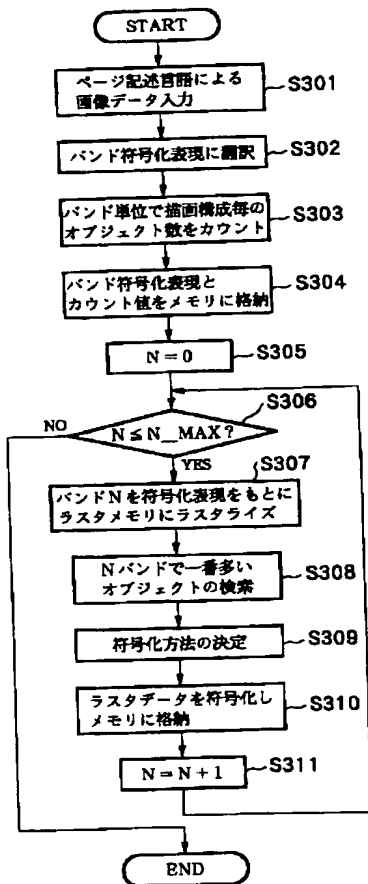 START
ページ記述言語による
画像データ入力
S301
バンド符号化表現に翻訳
S302
バンド単位で描画構成毎の
オブジェクト数をカウント
S303
バンド符号化表現と
カウント値をメモリに格納
S304
N=0
S305
N≦N__MAX?
S306
NO
YES
S307
バンドNを符号化表現をもとに
ラスタメモリにラスタライズ
Nバンドで一番多い
オブジェクトの検索
S308
符号化方法の決定
S309
ラスタデータを符号化し
メモリに格納
S310
N=N+1
S311
END